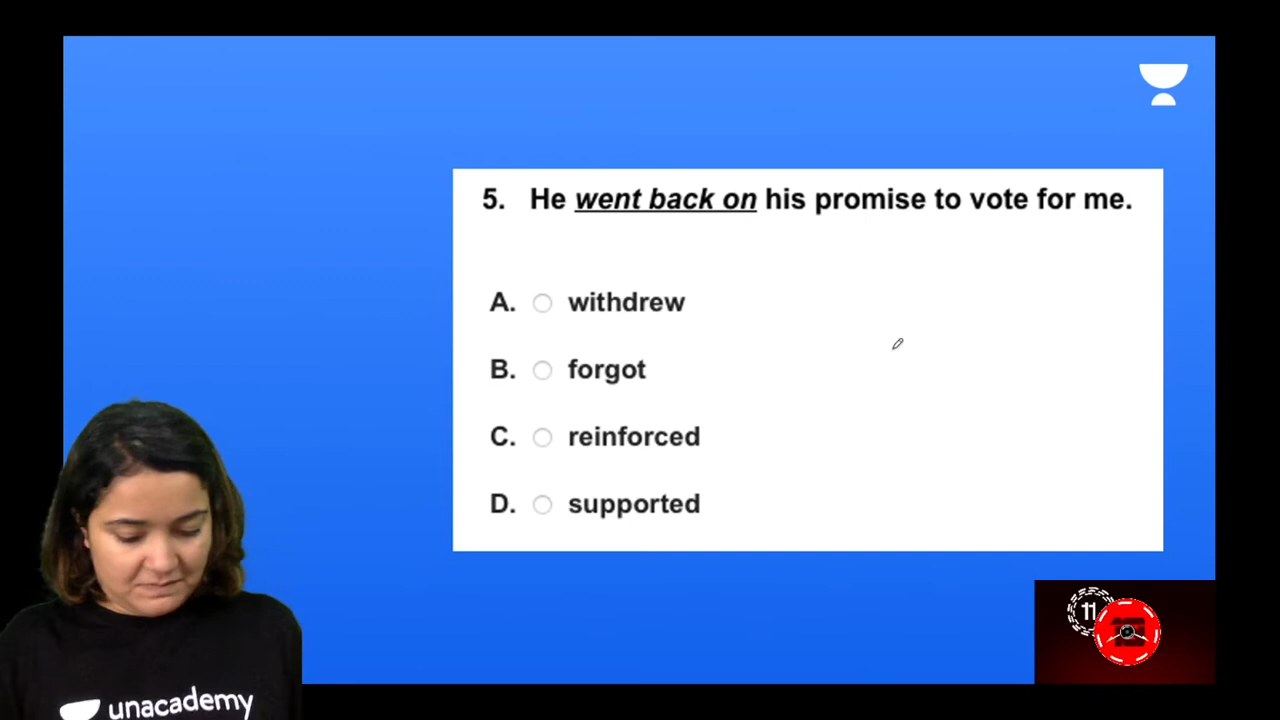 5. He went back on his promise to vote for me.
A. withdrew
B. forgot
C. reinforced
D. supported
11
unacademy